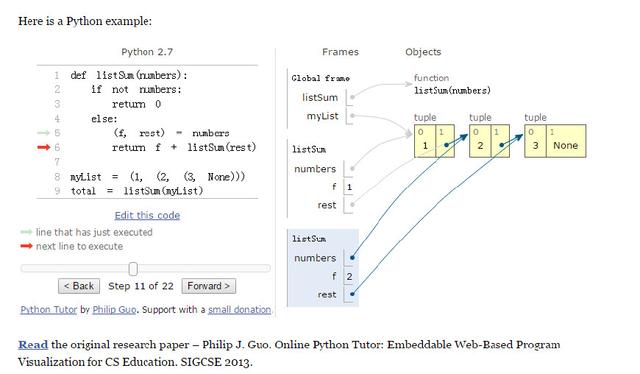 Here is a Python example:
Python 2.7
1 def listSum(numbers):
2 if not numbers:
3 return 0
4 else:
5 (f, rest) = numbers
6 return f + listSum(rest)
7
8 myList = (1, (2, (3, None)))
9 total = listSum(myList)
Edit this code
line that has just executed
next line to execute
< Back Step 11 of 22 Forward >
Python Tutor by Philip Guo. Support with a small donation.
Frames Objects
Global frame
listSum
myList
function
listSum(numbers)
tuple
0 1
1
tuple
0 1
2
tuple
0 1
3 None
listSum
numbers
f 1
rest
listSum
numbers
f 2
rest
Read the original research paper – Philip J. Guo. Online Python Tutor: Embeddable Web-Based Program
Visualization for CS Education. SIGCSE 2013.